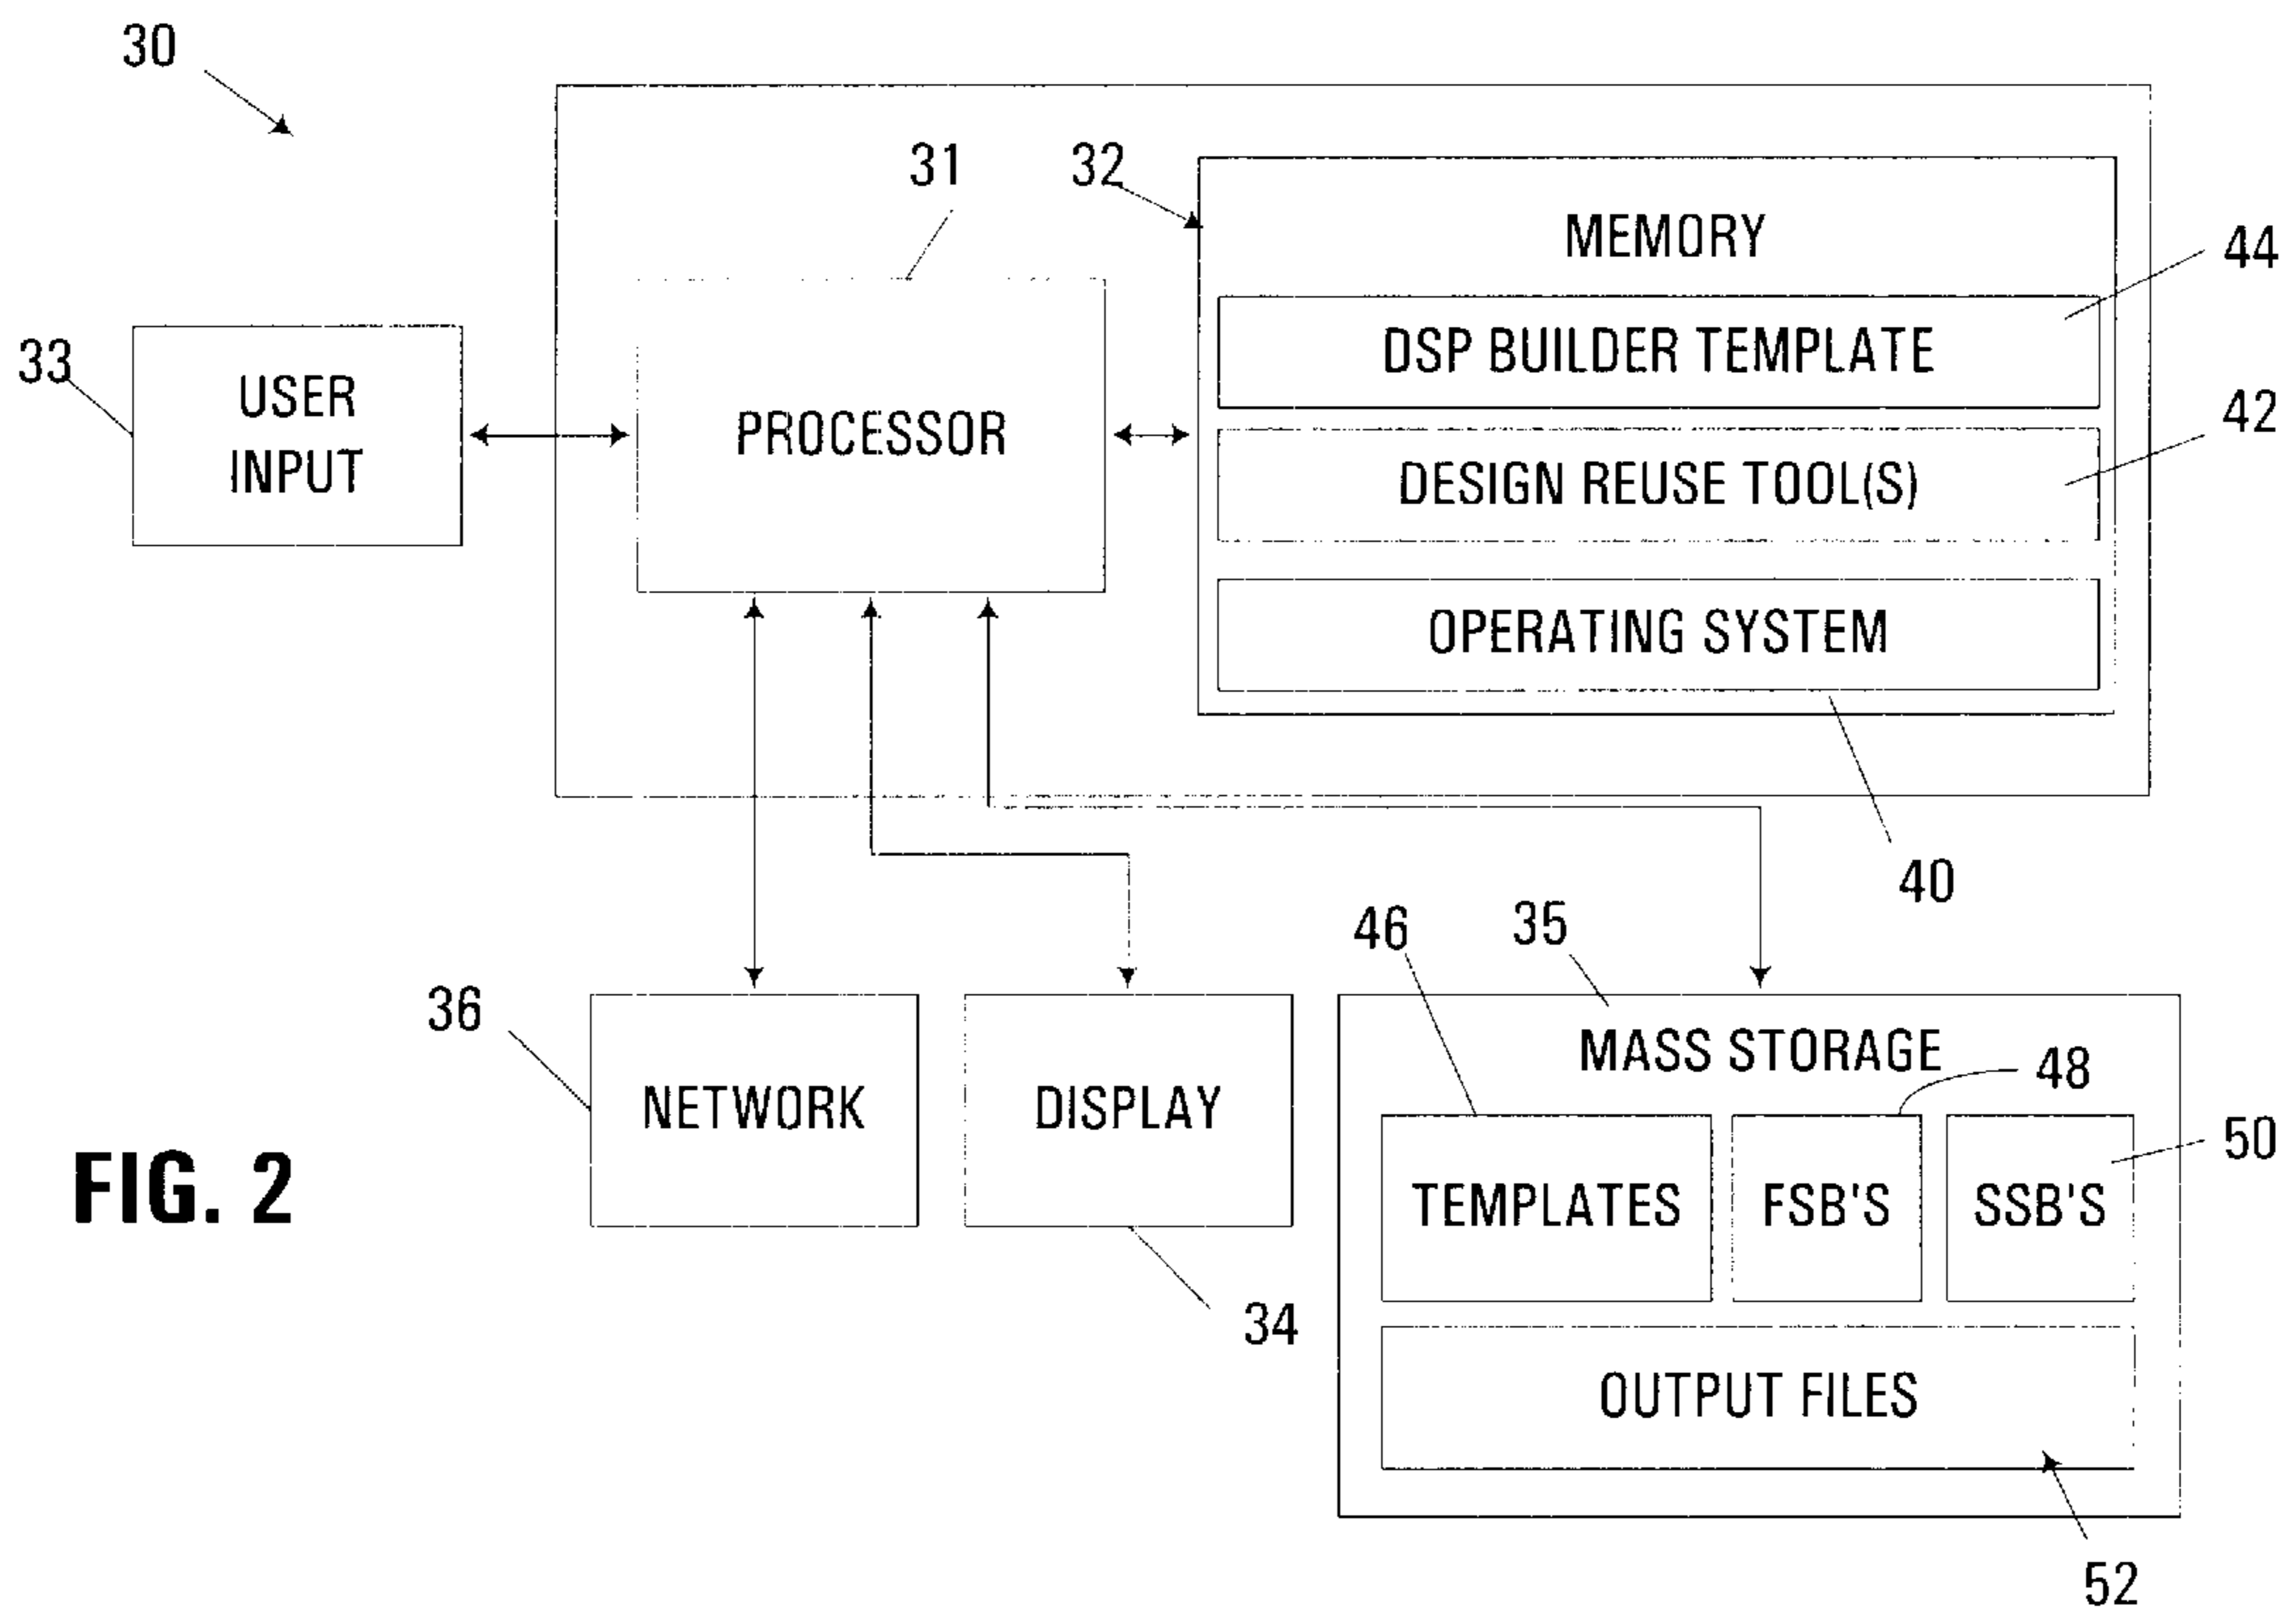 30
31
32
MEMORY
44
DSP BUILDER TEMPLATE
33
USER
INPUT
PROCESSOR
42
DESIGN REUSE TOOL(S)
OPERATING SYSTEM
40
46
35
36
MASS STORAGE
48
NETWORK
DISPLAY
50
FIG. 2
TEMPLATES
FSB'S
SSB'S
34
OUTPUT FILES
52